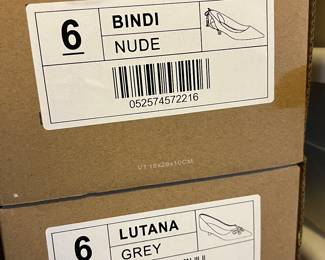 6
BINDI
NUDE
052574572216
6
LUTANA
GREY